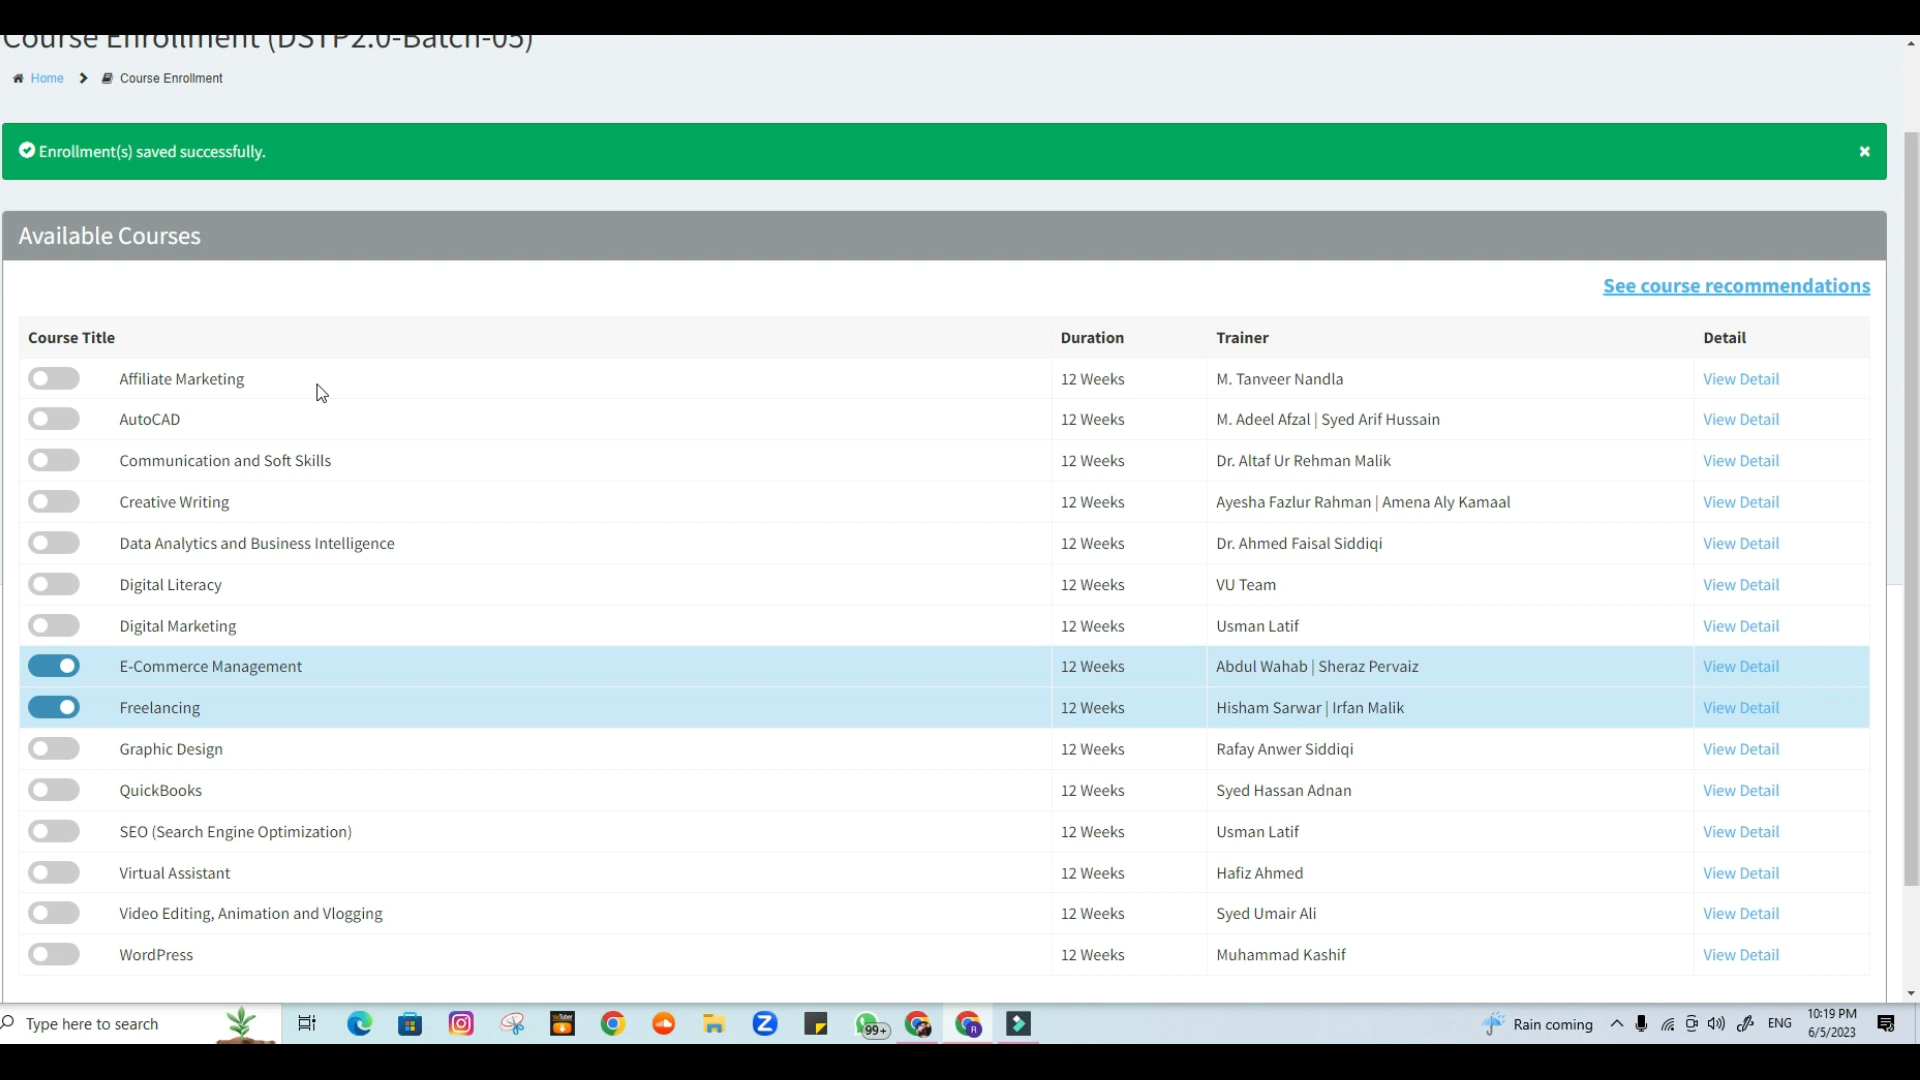 Course Enrollment (DSTP2.0-Batch-05)
Home Course Enrollment
Enrollment(s) saved successfully.
Available Courses
See course recommendations
Course Title Duration Trainer Detail
Affiliate Marketing 12 Weeks M. Tanveer Nandla View Detail
AutoCAD 12 Weeks M. Adeel Afzal | Syed Arif Hussain View Detail
Communication and Soft Skills 12 Weeks Dr. Altaf Ur Rehman Malik View Detail
Creative Writing 12 Weeks Ayesha Fazlur Rahman | Amena Aly Kamaal View Detail
Data Analytics and Business Intelligence 12 Weeks Dr. Ahmed Faisal Siddiqi View Detail
Digital Literacy 12 Weeks VU Team View Detail
Digital Marketing 12 Weeks Usman Latif View Detail
E-Commerce Management 12 Weeks Abdul Wahab | Sheraz Pervaiz View Detail
Freelancing 12 Weeks Hisham Sarwar | Irfan Malik View Detail
Graphic Design 12 Weeks Rafay Anwer Siddiqi View Detail
QuickBooks 12 Weeks Syed Hassan Adnan View Detail
SEO (Search Engine Optimization) 12 Weeks Usman Latif View Detail
Virtual Assistant 12 Weeks Hafiz Ahmed View Detail
Video Editing, Animation and Vlogging 12 Weeks Syed Umair Ali View Detail
WordPress 12 Weeks Muhammad Kashif View Detail
Type here to search 99+ R Rain coming ENG 10:19 PM
6/5/2023